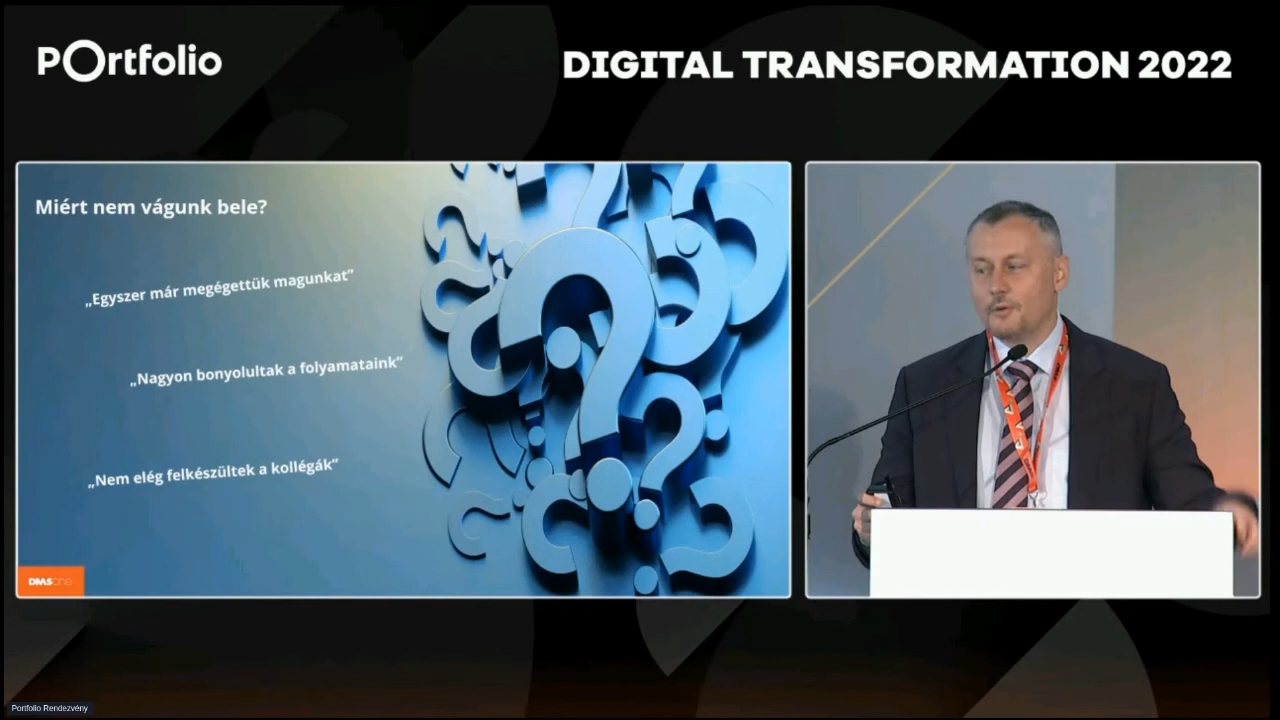 POrtfolio
DIGITAL TRANSFORMATION 2022
Miért nem vágunk bele?
„Egyszer már megégettük magunkat”
„Nagyon bonyolultak a folyamataink”
„Nem elég felkészültek a kollégák”
DMSone
Portfolio Rendezvény